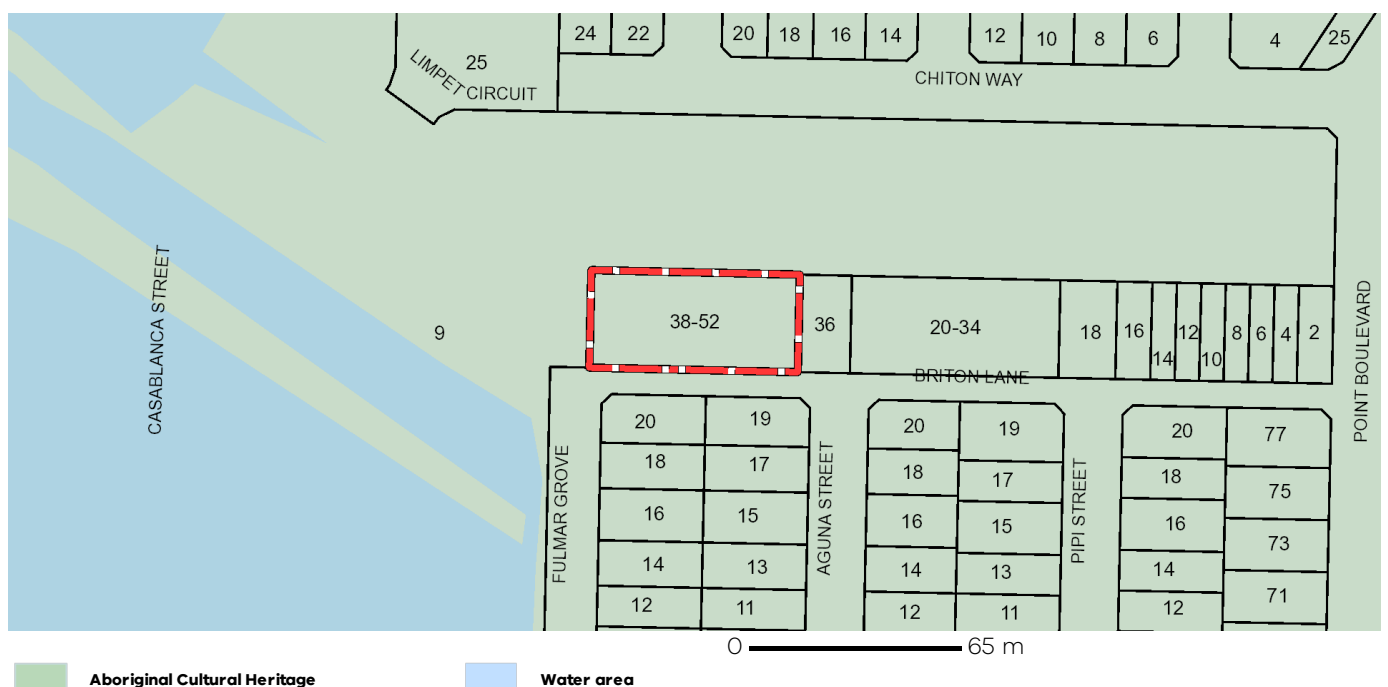 24 22 20 18 16 14 12 10 8 6 4 25
25
LIMPET CIRCUIT
CHITON WAY
CASABLANCA STREET
9
38-52
36
20-34
18 16 14 12 10 8 6 4 2
BRITON LANE
POINT BOULEVARD
FULMAR GROVE
20 19
18 17
16 15
14 13
12 11
AGUNA STREET
20 19
18 17
16 15
14 13
12 11
PIPI STREET
20 77
18 75
16 73
14 71
12
0 65 m
Aboriginal Cultural Heritage
Water area